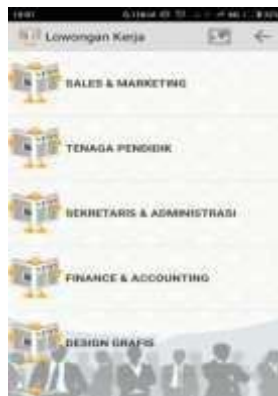 Lowongan Kerja
SALES & MARKETING
TENAGA PENDIDIK
SEKRETARIS & ADMINISTRASI
FINANCE & ACCOUNTING
DESIGN GRAFIS